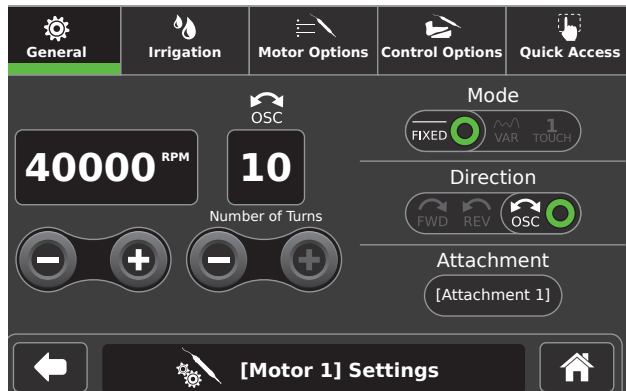 General
Irrigation
Motor Options
Control Options
Quick Access
OSC
40000 RPM
10
Number of Turns
Mode
FIXED
VAR
1
TOUCH
Direction
FWD
REV
OSC
Attachment
[Attachment 1]
[Motor 1] Settings